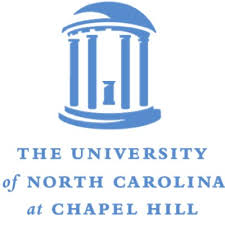 THE UNIVERSITY
of NORTH CAROLINA
at CHAPEL HILL